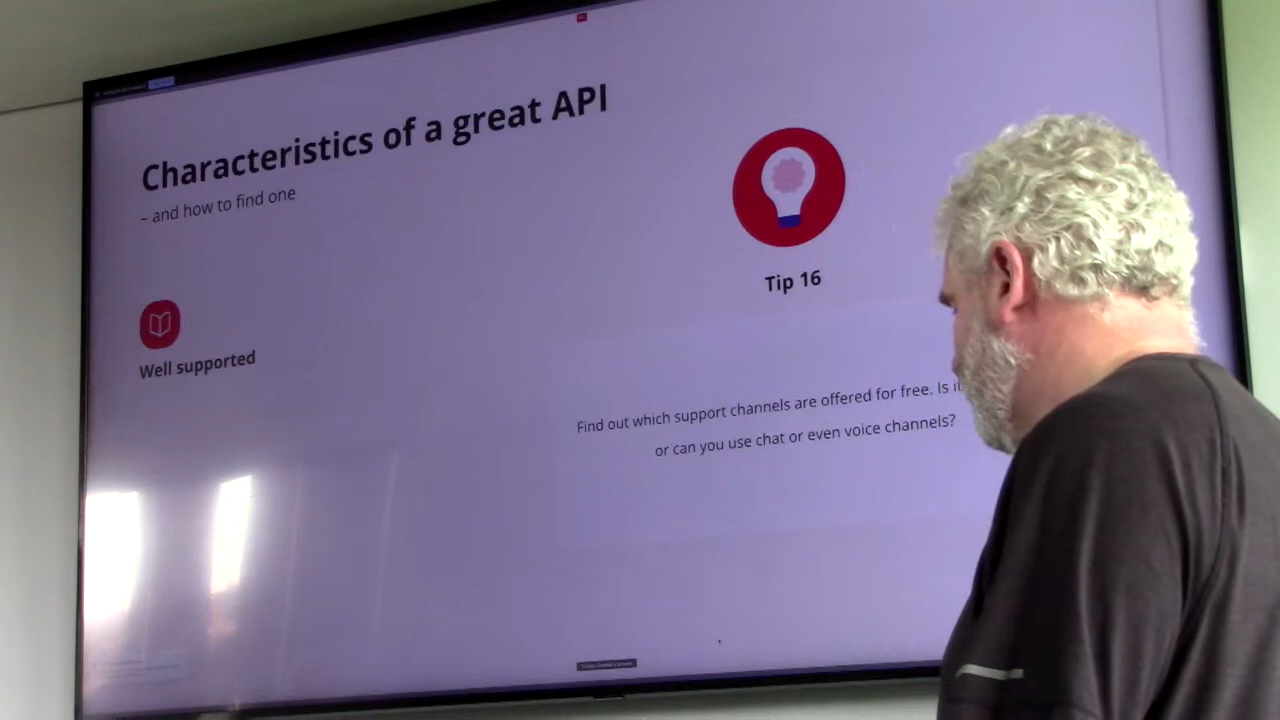 Characteristics of a great API
– and how to find one
Well supported
Tip 16
Find out which support channels are offered for free. Is it
or can you use chat or even voice channels?